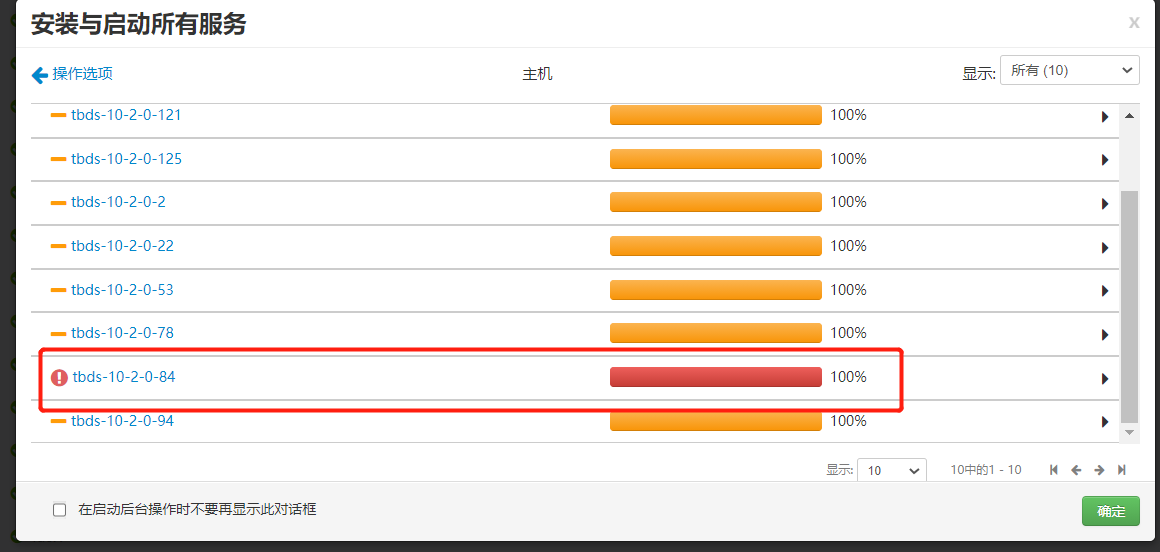 安装与启动所有服务 x
操作选项 主机 显示: 所有 (10)
tbds-10-2-0-121 100%
tbds-10-2-0-125 100%
tbds-10-2-0-2 100%
tbds-10-2-0-22 100%
tbds-10-2-0-53 100%
tbds-10-2-0-78 100%
tbds-10-2-0-84 100%
tbds-10-2-0-94 100%
显示: 10 10中的1 - 10
在启动后台操作时不要再显示此对话框 确定